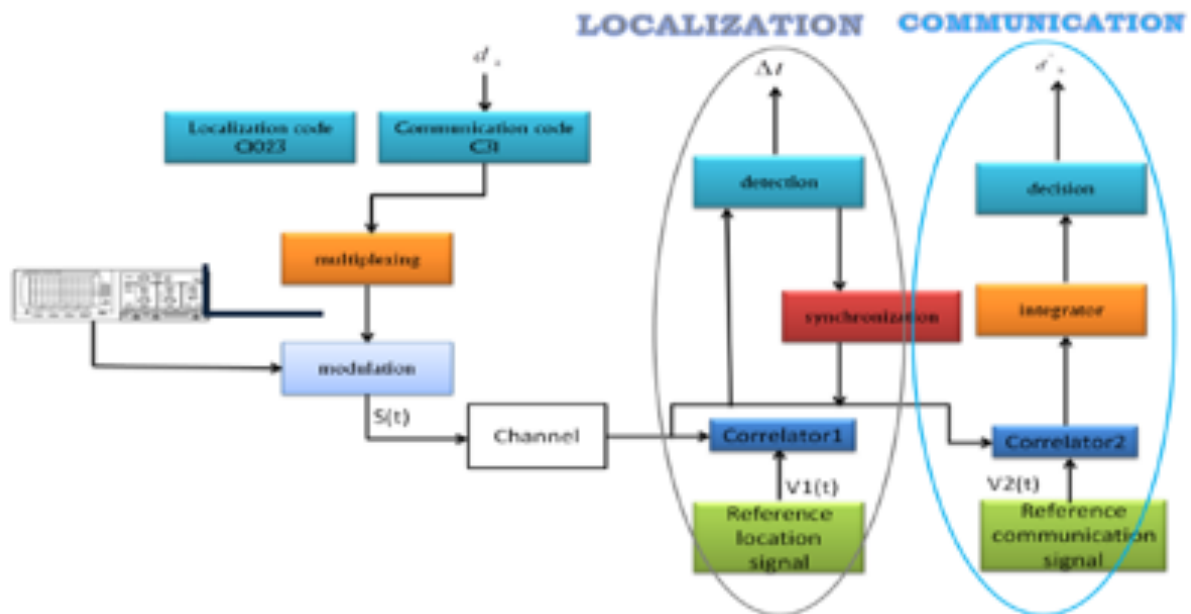 LOCALIZATION
COMMUNICATION
Δt
Localization code
Communication code
detection
decision
multiplexing
synchronization
integrator
modulation
S(t)
Channel
Correlator1
Correlator2
V1(t)
V2(t)
Reference
location
signal
Reference
communication
signal